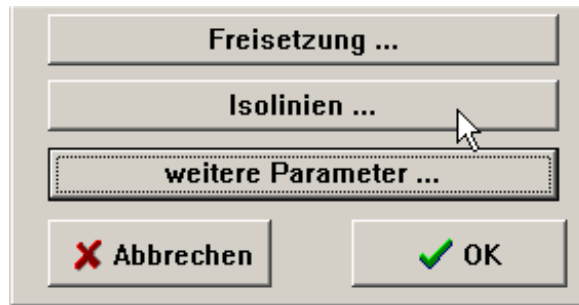 Freisetzung ...
Isolinien ...
weitere Parameter ...
Abbrechen
OK